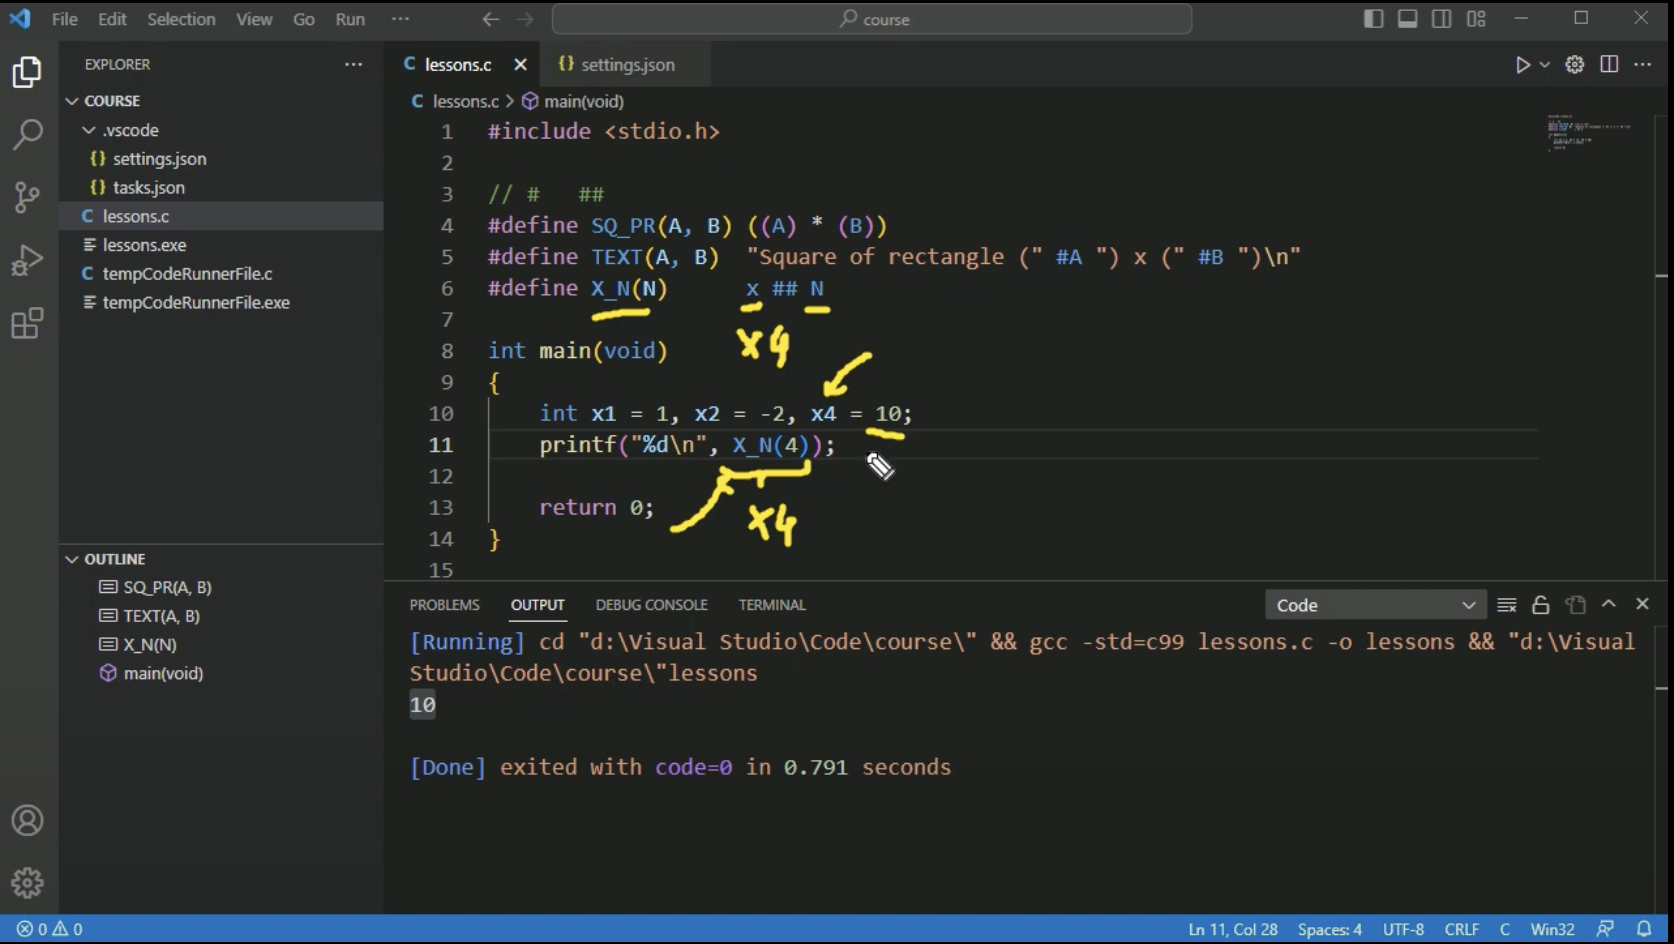 File Edit Selection View Go Run ··· course
EXPLORER ···
COURSE
.vscode
{} settings.json
{} tasks.json
C lessons.c
lessons.exe
C tempCodeRunnerFile.c
tempCodeRunnerFile.exe
OUTLINE
SQ_PR(A, B)
TEXT(A, B)
X_N(N)
main(void)
C lessons.c {} settings.json ···
C lessons.c > main(void)
1 #include <stdio.h>
2
3 // # ##
4 #define SQ_PR(A, B) ((A) * (B))
5 #define TEXT(A, B) "Square of rectangle (" #A ") x (" #B ")\n"
6 #define X_N(N) x ## N
7
x4
8 int main(void)
9 {
10 int x1 = 1, x2 = -2, x4 = 10;
11 printf("%d\n", X_N(4));
12
13 return 0;
x4
14 }
15
PROBLEMS OUTPUT DEBUG CONSOLE TERMINAL Code
[Running] cd "d:\Visual Studio\Code\course\" && gcc -std=c99 lessons.c -o lessons && "d:\Visual
Studio\Code\course\"lessons
10
[Done] exited with code=0 in 0.791 seconds
0 0 Ln 11, Col 28 Spaces: 4 UTF-8 CRLF C Win32